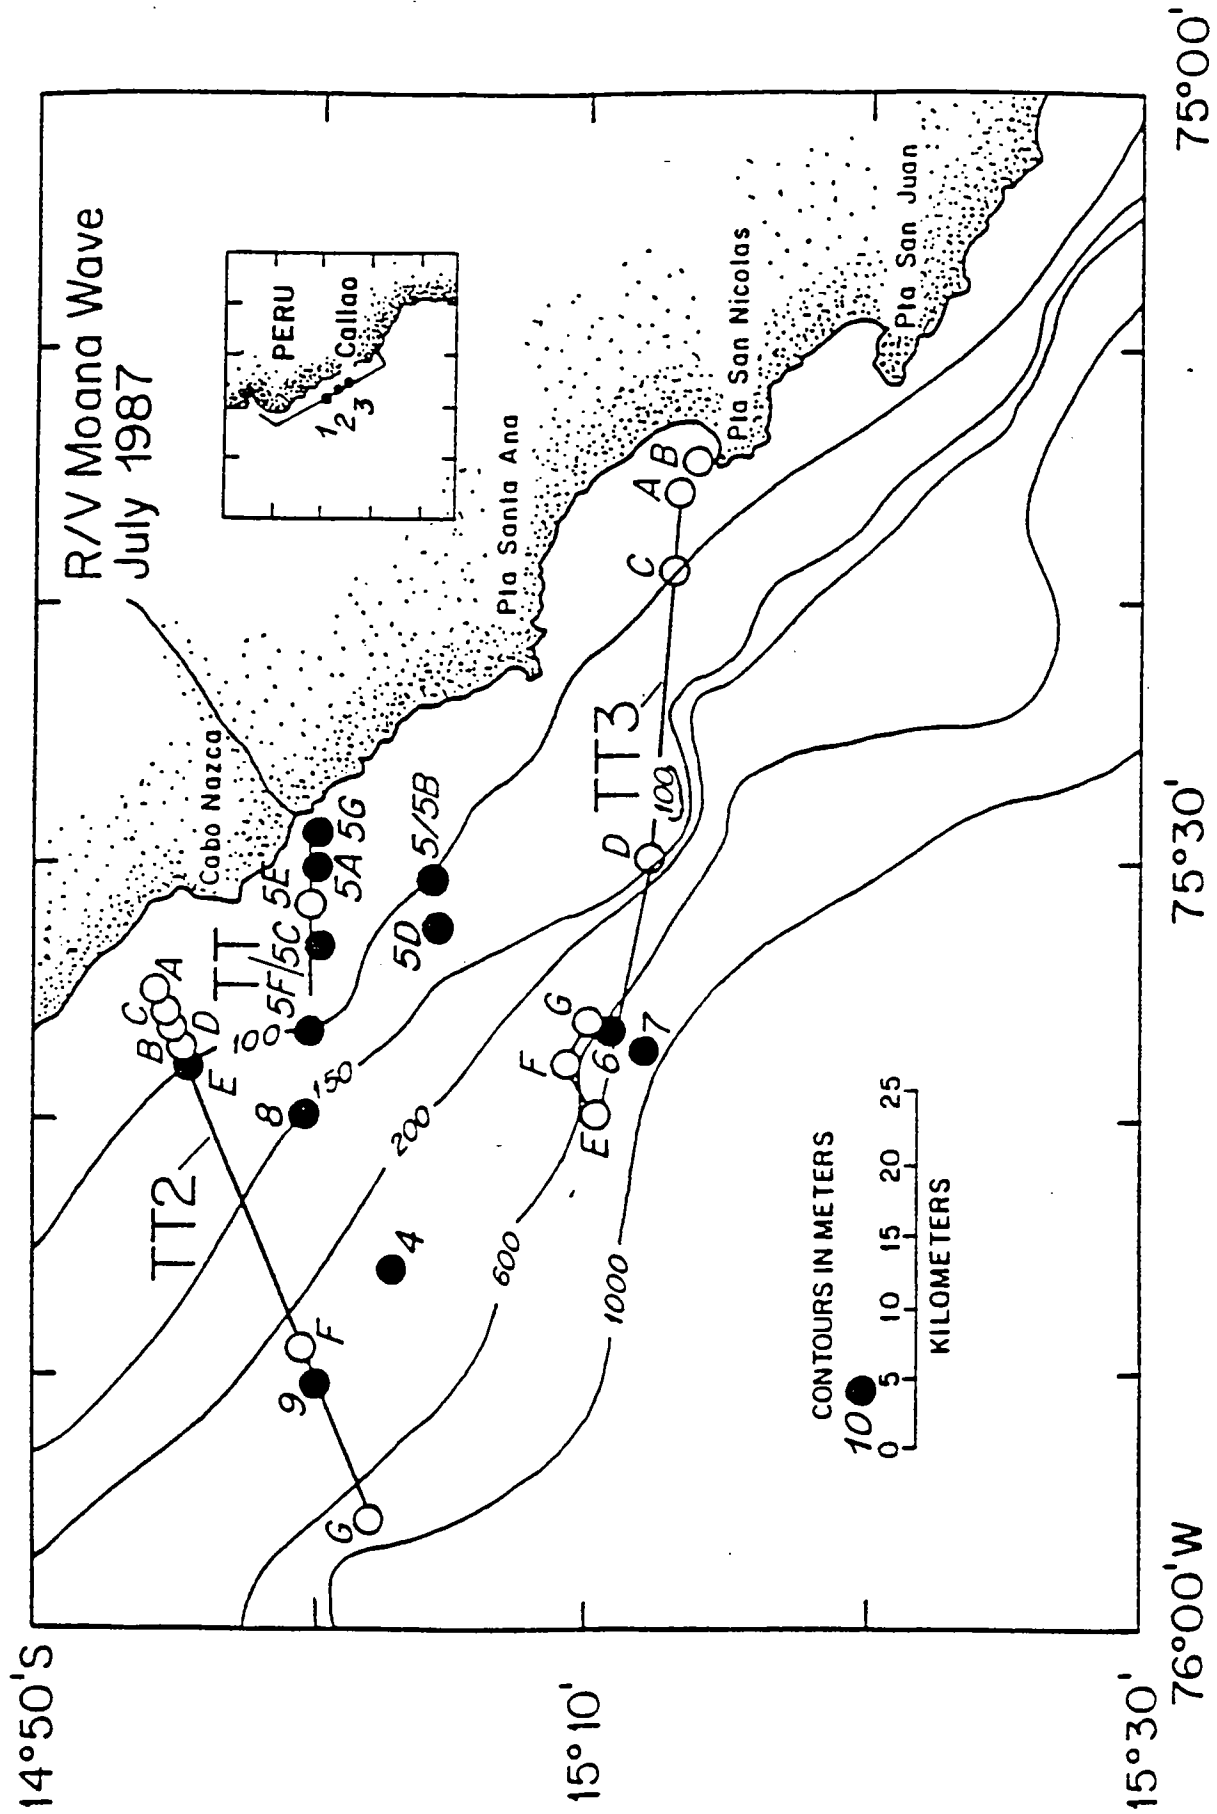 R/V Moana Wave
July 1987
PERU
Callao
1
2
3
14°50'S
15°10'
15°30'
76°00'W
75°30'
75°00'
Cabo Nazca
Pta Santa Ana
Pta San Nicolas
Pta San Juan
TT
5F/5C
5E
5A
5G
5/5B
5D
TT2
A
C
B
D
E
F
9
G
8
4
100
150
200
600
1000
TT3
B
A
C
D
100
G
F
E
6
7
CONTOURS IN METERS
10
0 5 10 15 20 25
KILOMETERS